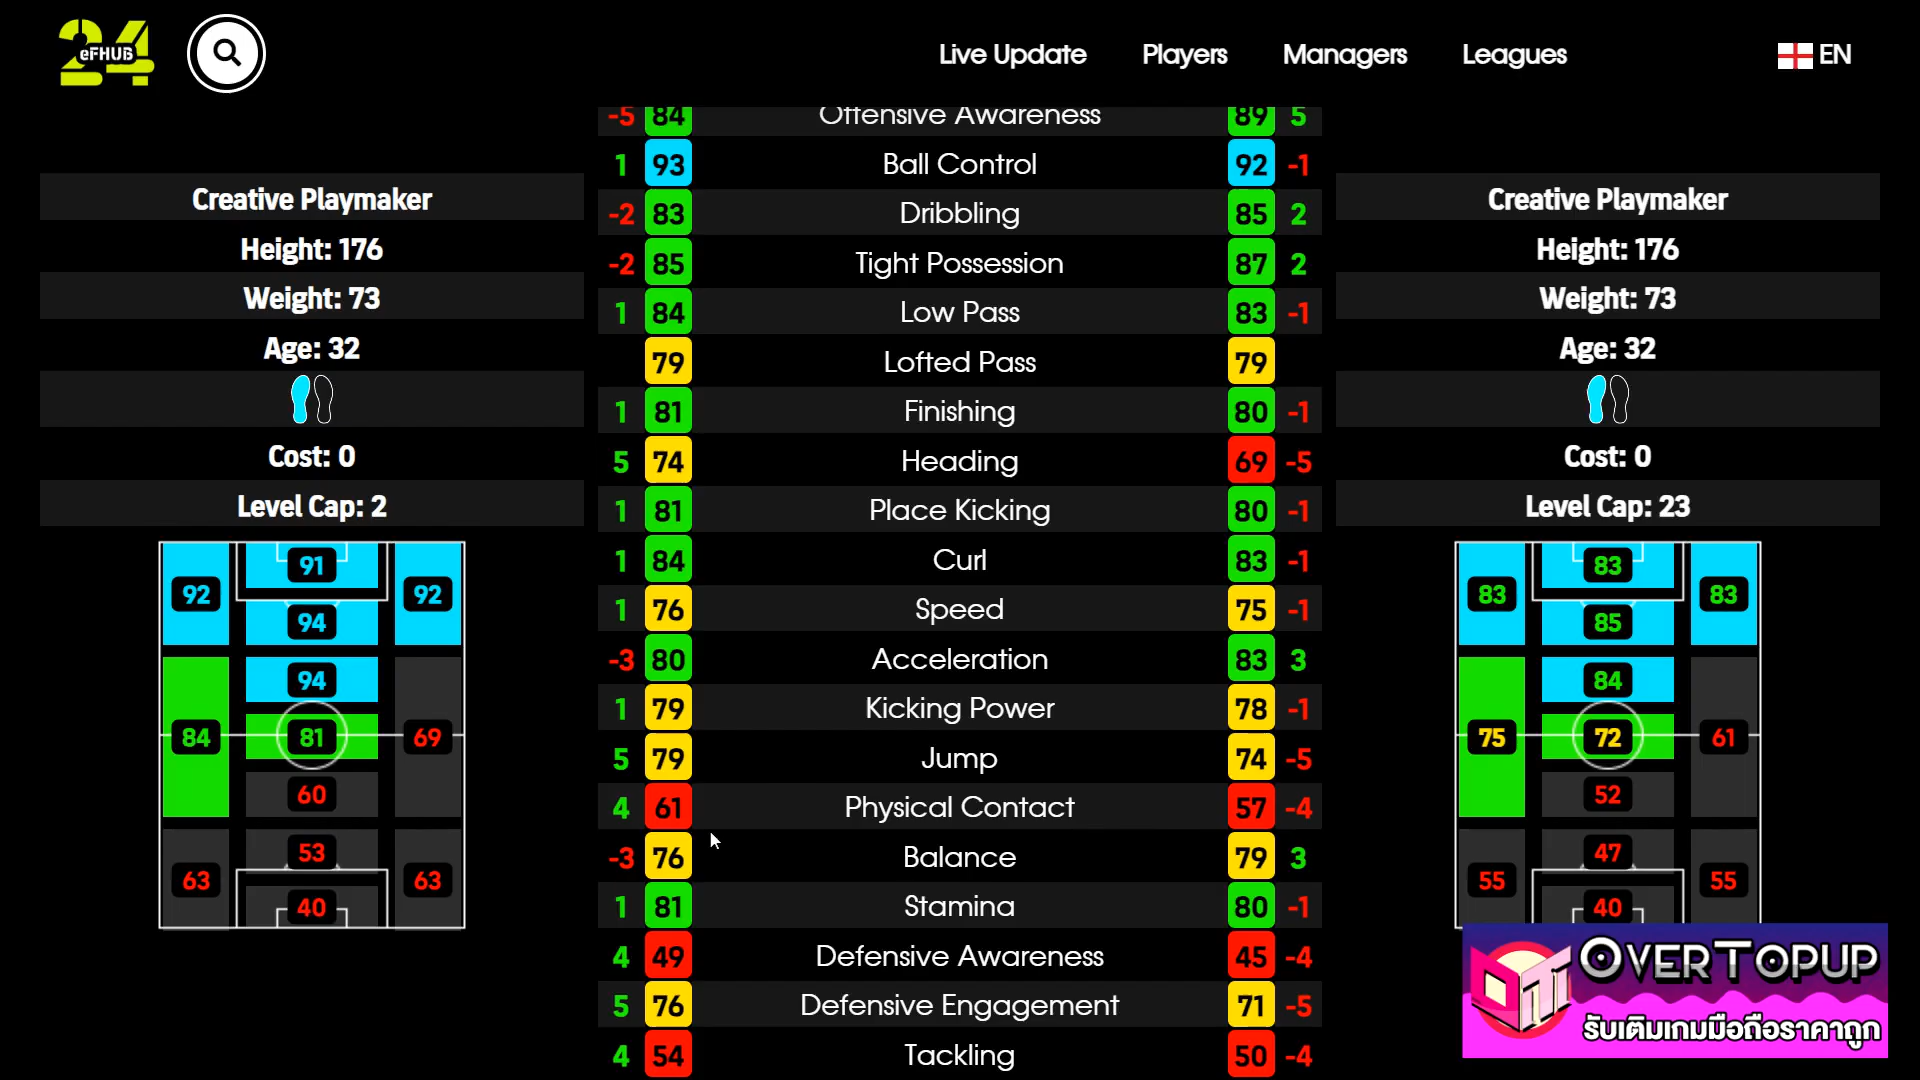 24
eFHUB
Live Update
Players
Managers
Leagues
EN
Creative Playmaker
Height: 176
Weight: 73
Age: 32
Cost: 0
Level Cap: 2
91
92
92
94
94
84
81
69
60
53
63
63
40
-5 84 Offensive Awareness 89 5
1 93 Ball Control 92 -1
-2 83 Dribbling 85 2
-2 85 Tight Possession 87 2
1 84 Low Pass 83 -1
79 Lofted Pass 79
1 81 Finishing 80 -1
5 74 Heading 69 -5
1 81 Place Kicking 80 -1
1 84 Curl 83 -1
1 76 Speed 75 -1
-3 80 Acceleration 83 3
1 79 Kicking Power 78 -1
5 79 Jump 74 -5
4 61 Physical Contact 57 -4
-3 76 Balance 79 3
1 81 Stamina 80 -1
4 49 Defensive Awareness 45 -4
5 76 Defensive Engagement 71 -5
4 54 Tackling 50 -4
Creative Playmaker
Height: 176
Weight: 73
Age: 32
Cost: 0
Level Cap: 23
83
83
83
85
84
75
72
61
52
47
55
55
40
OTI
OVERTOPUP
รับเติมเกมมือถือราคาถูก